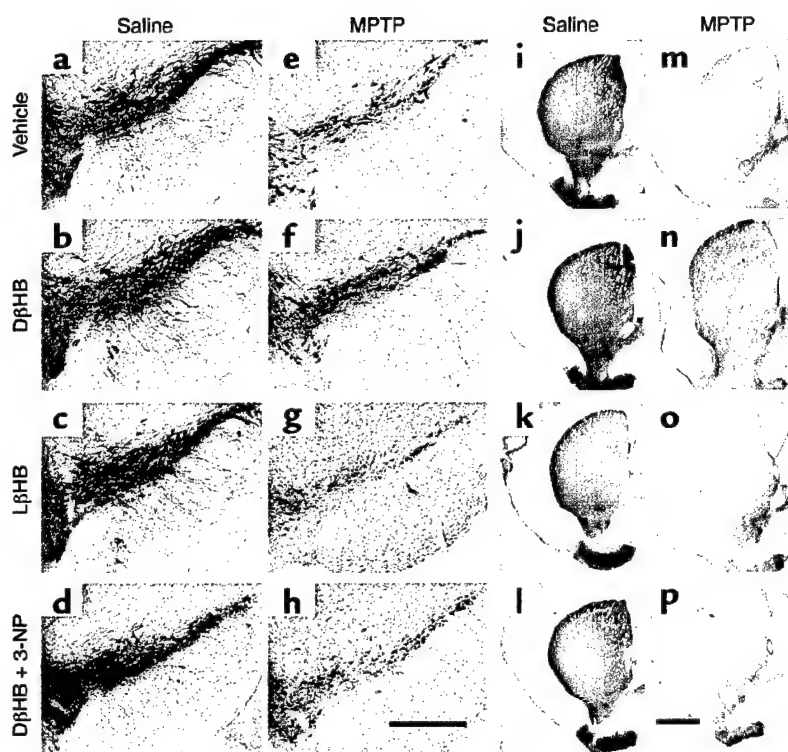 Saline MPTP Saline MPTP
Vehicle a e i m
DβHB b f j n
LβHB c g k o
DβHB + 3-NP d h l p